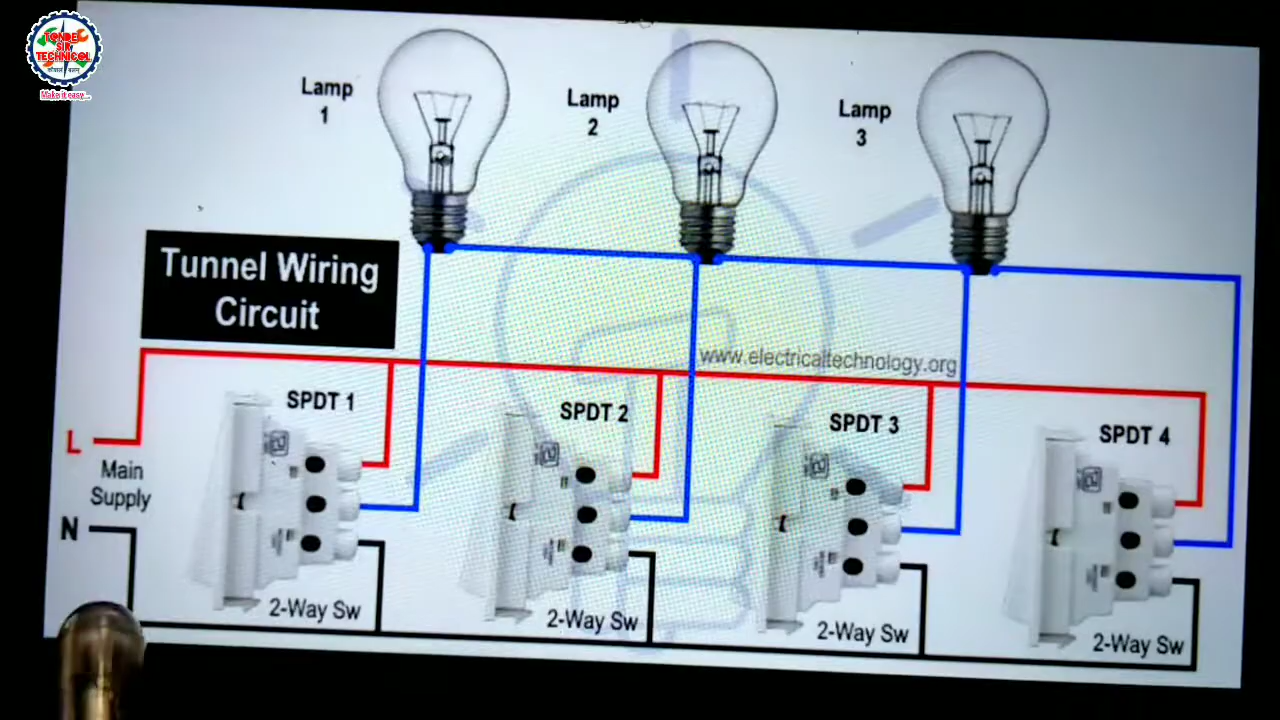 TONDE
SIR
TECHNICOL
Make it easy...
Lamp
1
Lamp
2
Lamp
3
Tunnel Wiring
Circuit
www.electricaltechnology.org
SPDT 1
SPDT 2
SPDT 3
SPDT 4
L
Main
Supply
N
2-Way Sw
2-Way Sw
2-Way Sw
2-Way Sw